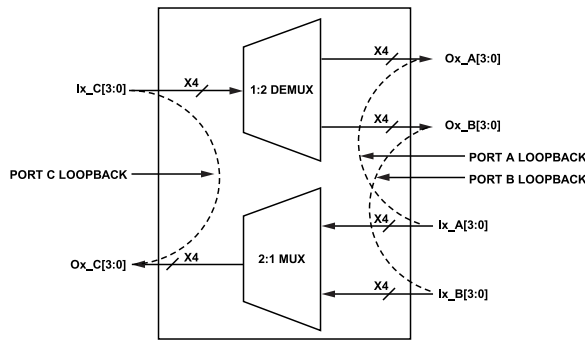 X4
Ox_A[3:0]
Ix_C[3:0]
X4
1:2 DEMUX
X4
Ox_B[3:0]
PORT A LOOPBACK
PORT C LOOPBACK
PORT B LOOPBACK
X4
Ix_A[3:0]
Ox_C[3:0]
X4
2:1 MUX
X4
Ix_B[3:0]